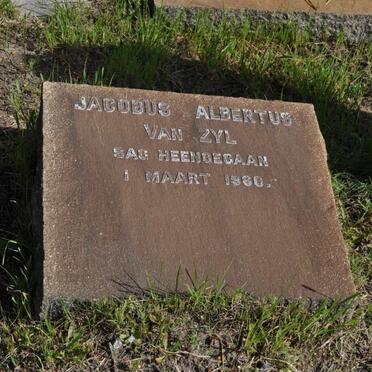 JACOBUS ALBERTUS
VAN ZYL
SAG HEENGEGAAN
1 MAART 1960.